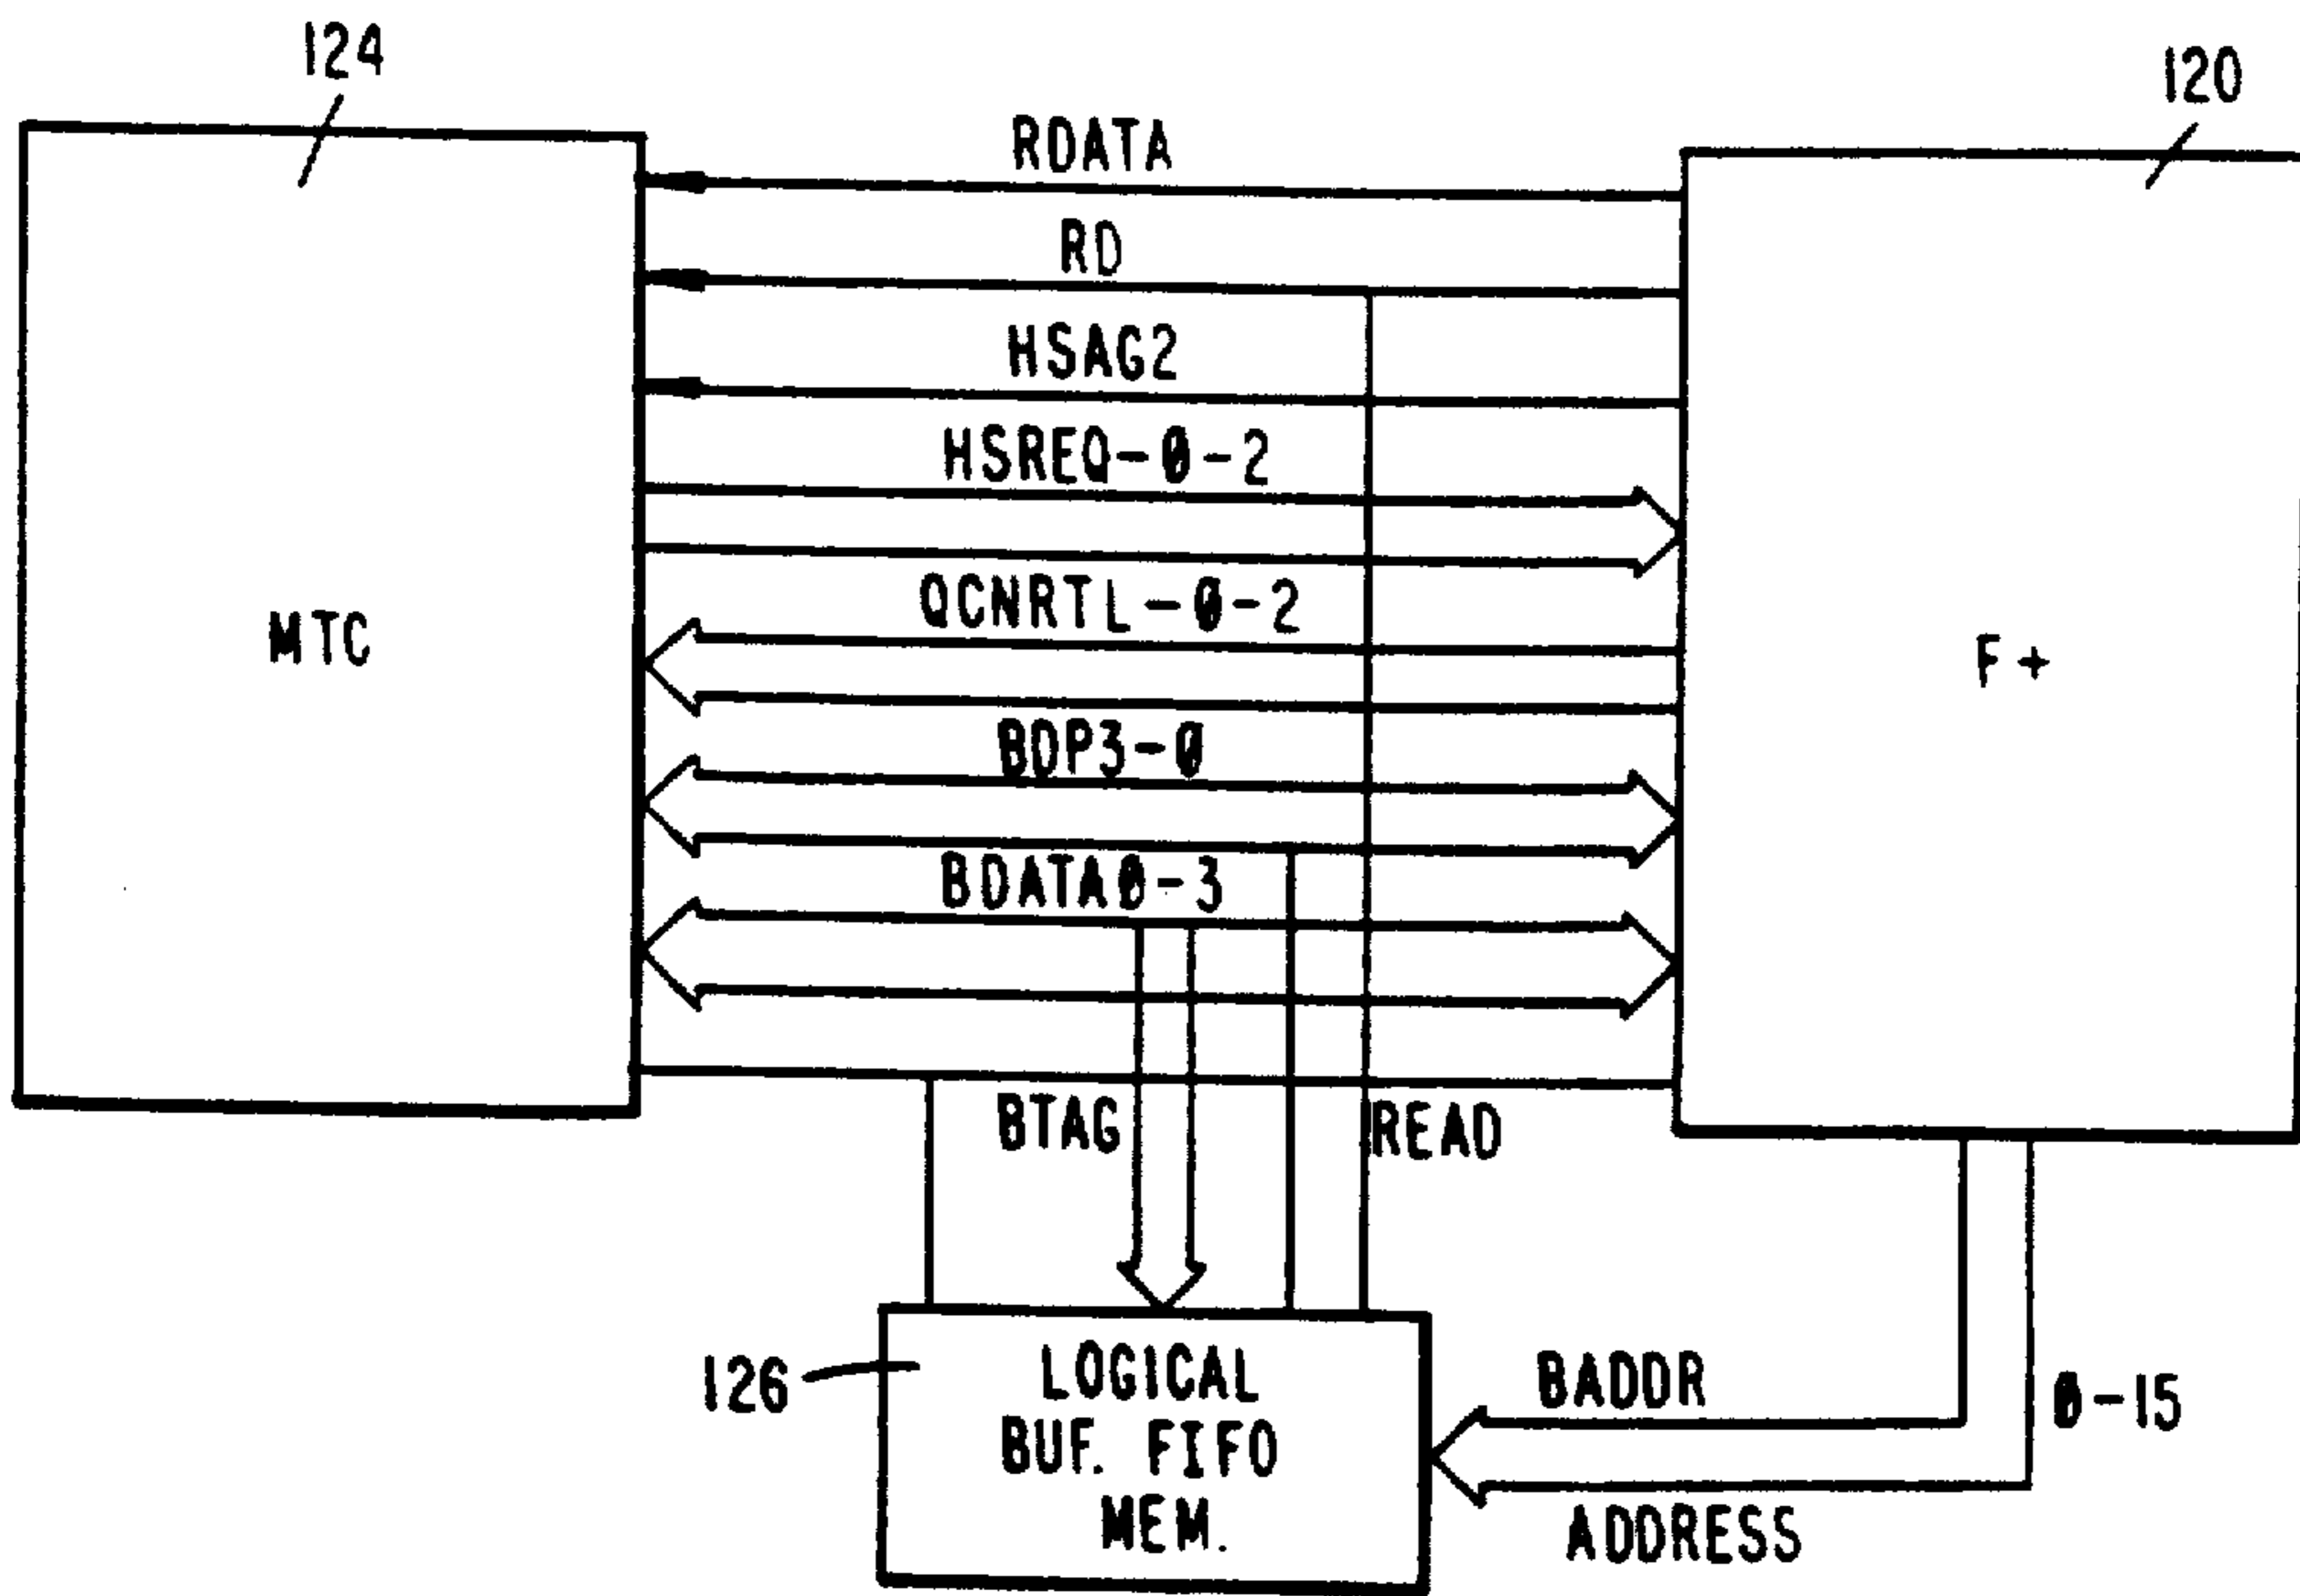 124
120
RDATA
RD
HSAG2
HSREQ-0-2
QCNRTL-0-2
MTC
F+
BDP3-0
BDATA0-3
BTAG
READ
126
LOGICAL
BUF. FIFO
MEM.
BADDR
0-15
ADDRESS